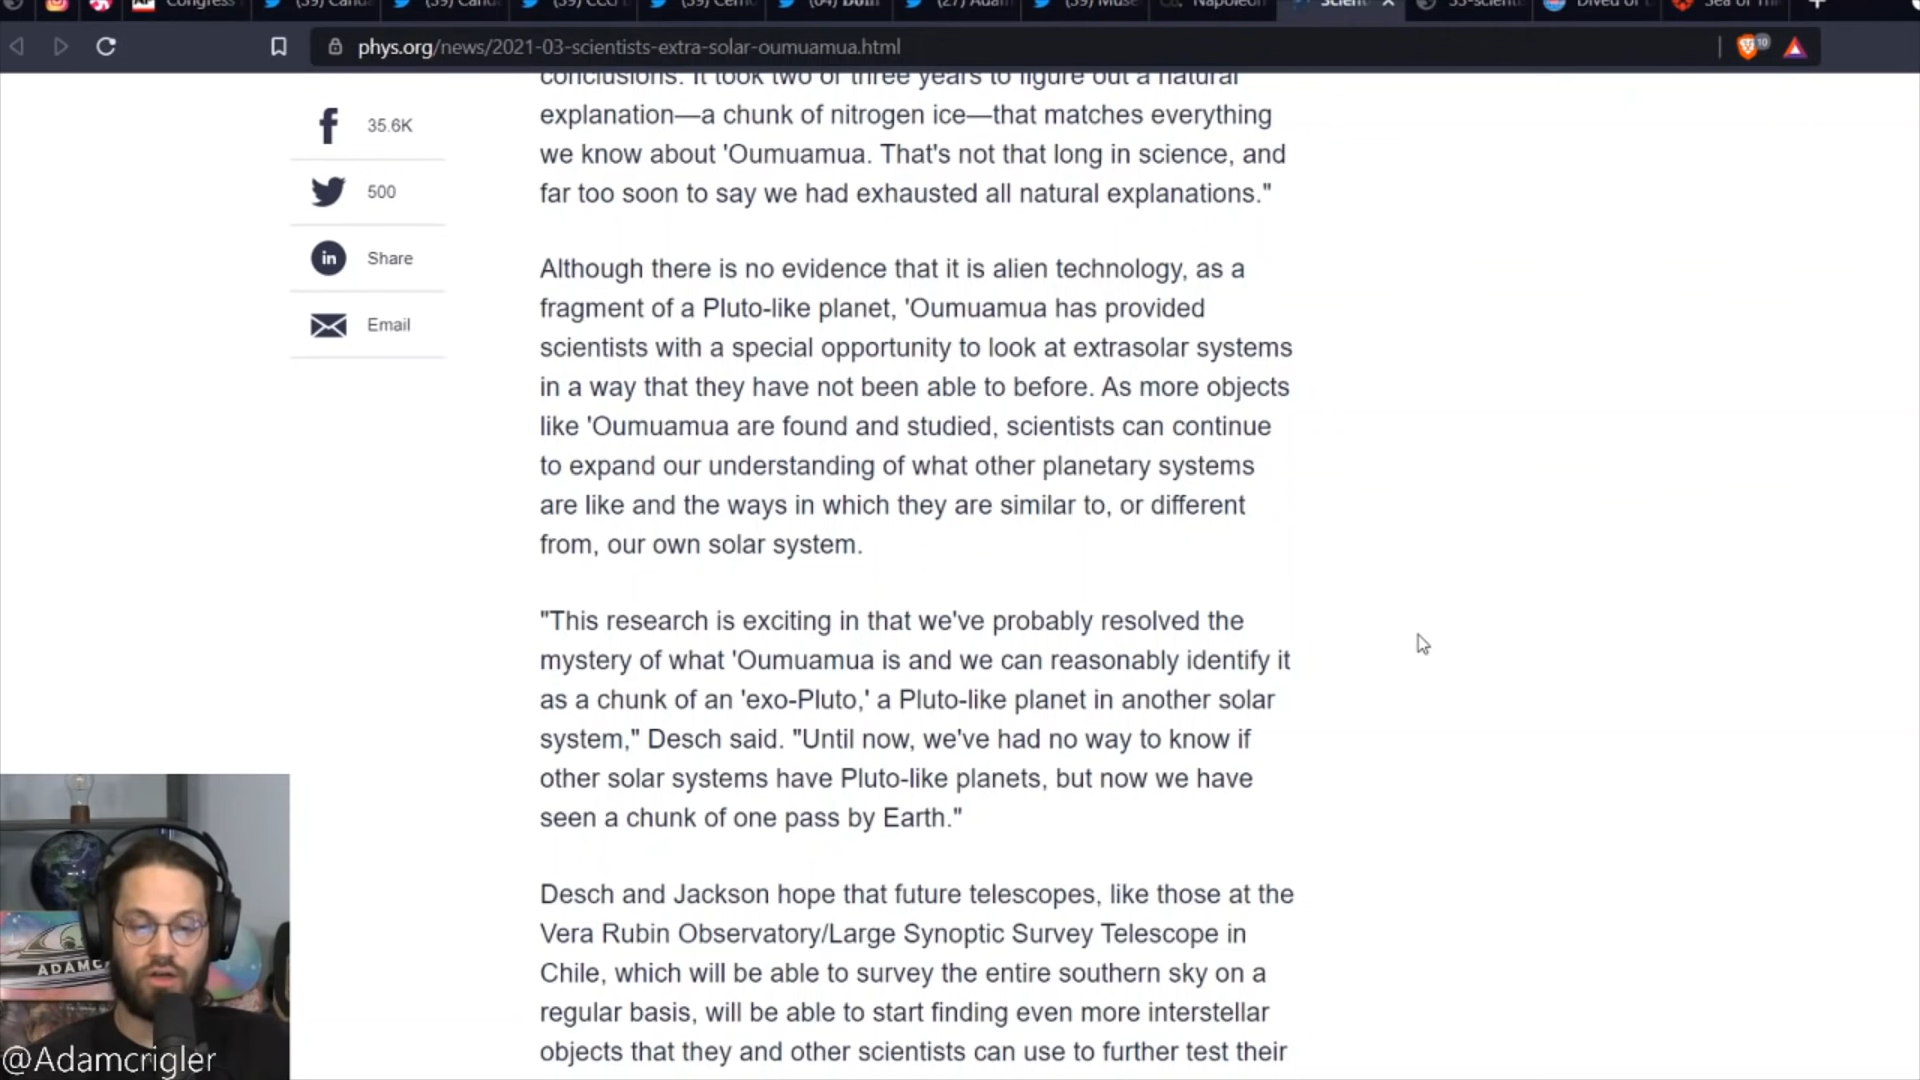 Congress
(39) Cand
(39) Cand
(39) CCC
(39) Cerno
(64) Dom
(27) Adam
(39) Muse
Napoleon
Scient
Dived
Sea of
phys.org/news/2021-03-scientists-extra-solar-oumuamua.html
10
35.6K
500
in Share
Email
conclusions. It took two or three years to figure out a natural
explanation—a chunk of nitrogen ice—that matches everything
we know about 'Oumuamua. That's not that long in science, and
far too soon to say we had exhausted all natural explanations."
Although there is no evidence that it is alien technology, as a
fragment of a Pluto-like planet, 'Oumuamua has provided
scientists with a special opportunity to look at extrasolar systems
in a way that they have not been able to before. As more objects
like 'Oumuamua are found and studied, scientists can continue
to expand our understanding of what other planetary systems
are like and the ways in which they are similar to, or different
from, our own solar system.
"This research is exciting in that we've probably resolved the
mystery of what 'Oumuamua is and we can reasonably identify it
as a chunk of an 'exo-Pluto,' a Pluto-like planet in another solar
system," Desch said. "Until now, we've had no way to know if
other solar systems have Pluto-like planets, but now we have
seen a chunk of one pass by Earth."
Desch and Jackson hope that future telescopes, like those at the
Vera Rubin Observatory/Large Synoptic Survey Telescope in
Chile, which will be able to survey the entire southern sky on a
regular basis, will be able to start finding even more interstellar
objects that they and other scientists can use to further test their
ADAMC
@Adamcrigler